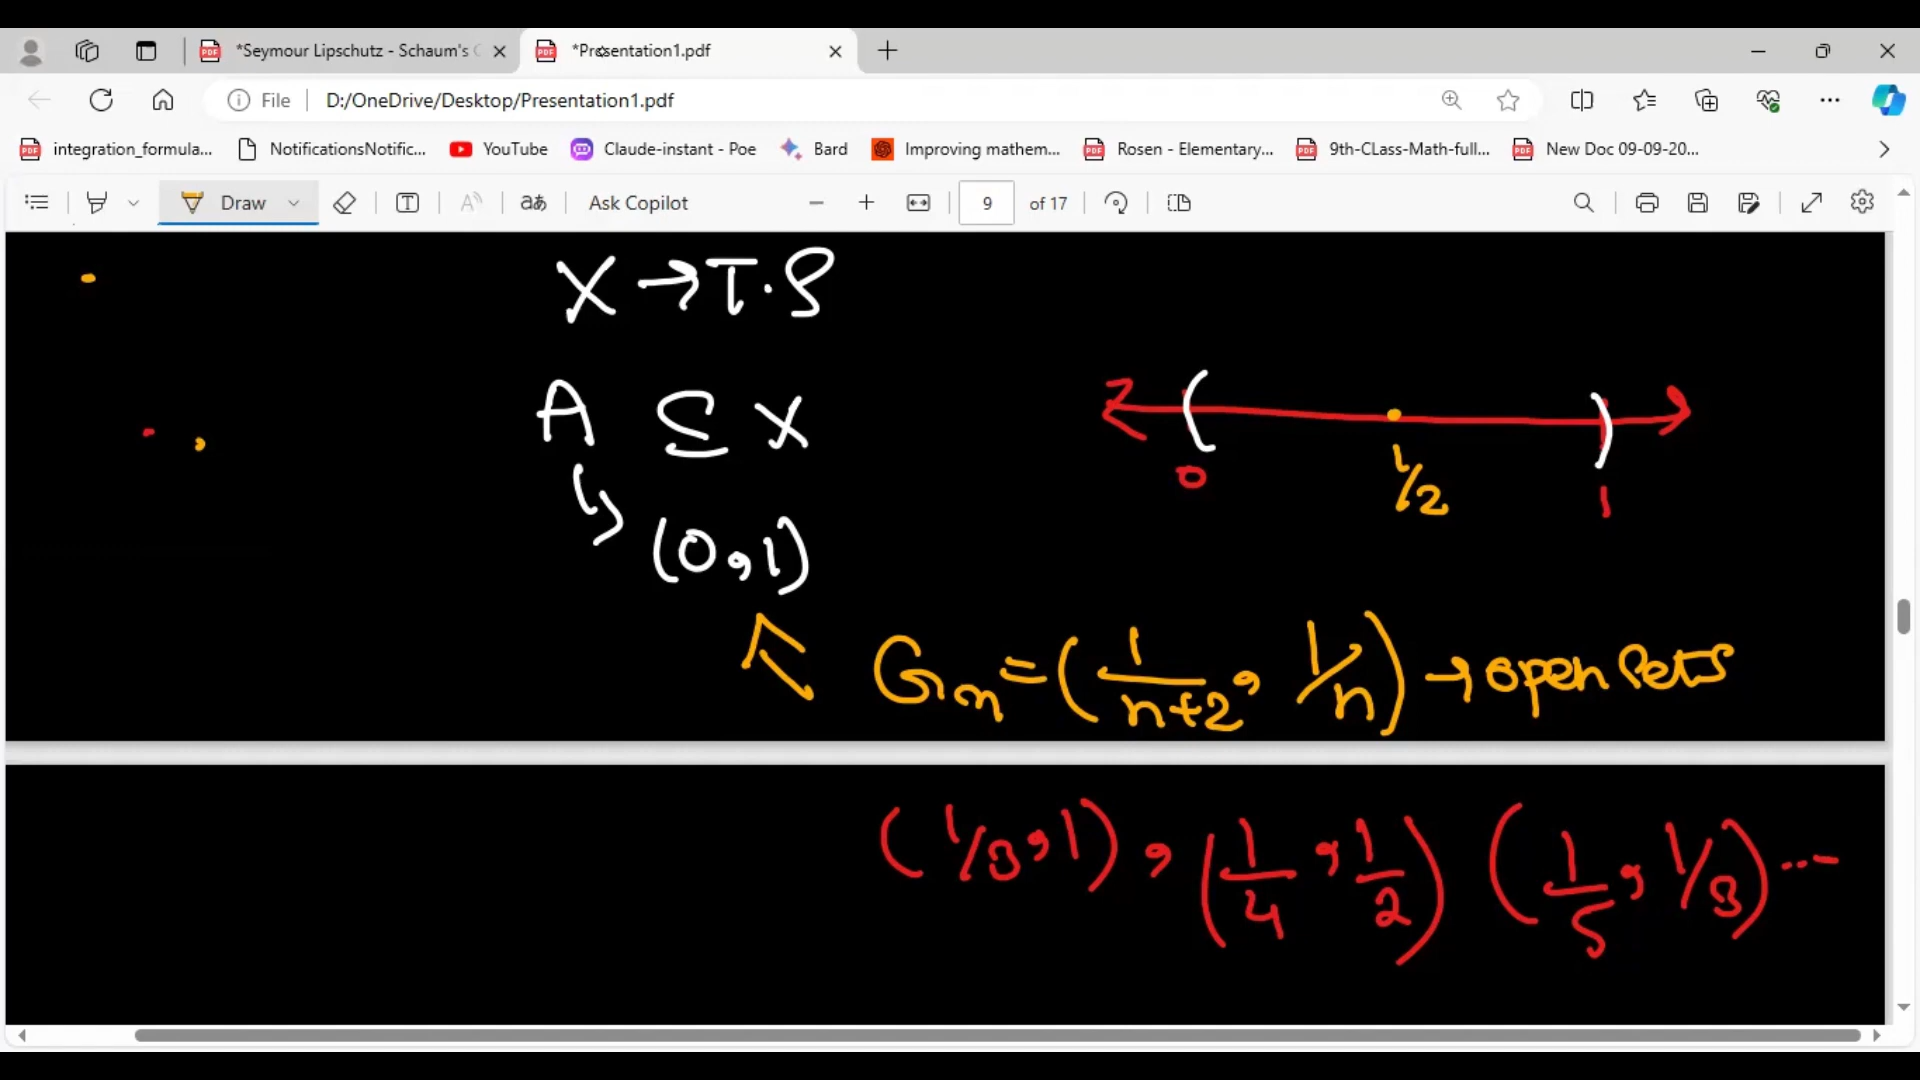 *Seymour Lipschutz - Schaum's
*Presentation1.pdf
File D:/OneDrive/Desktop/Presentation1.pdf
integration_formula... NotificationsNotific... YouTube Claude-instant - Poe Bard Improving mathem... Rosen - Elementary... 9th-CLass-Math-full... New Doc 09-09-20...
Draw Ask Copilot 9 of 17
X → T.S
A ⊆ X
0 1/2 1
(0,1)
Gn = (1/n+2, 1/n) → open sets
(1/3, 1), (1/4, 1/2) (1/5, 1/3) ...